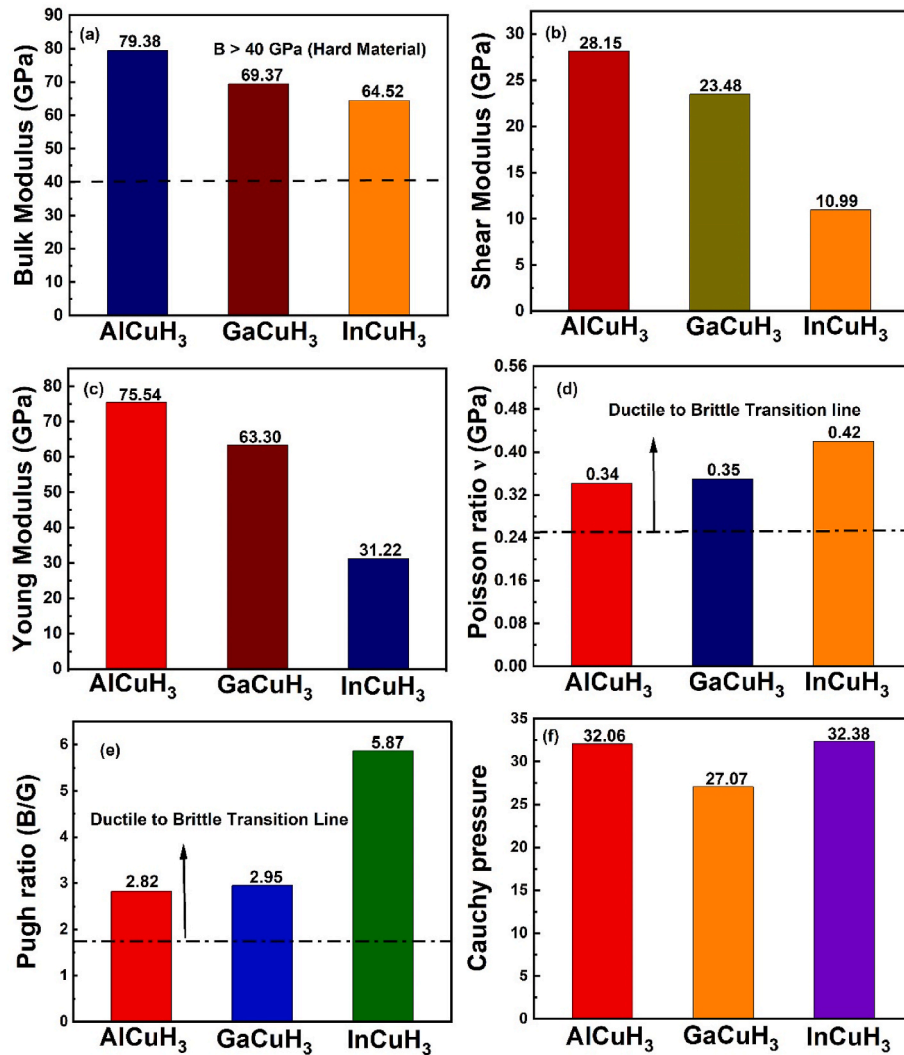 (a)
B > 40 GPa (Hard Material)
Bulk Modulus (GPa)
90
80
70
60
50
40
30
20
10
0
79.38
69.37
64.52
AlCuH₃
GaCuH₃
InCuH₃
(b)
Shear Modulus (GPa)
30
25
20
15
10
5
0
28.15
23.48
10.99
AlCuH₃
GaCuH₃
InCuH₃
(c)
Young Modulus (GPa)
80
70
60
50
40
30
20
10
0
75.54
63.30
31.22
AlCuH₃
GaCuH₃
InCuH₃
(d)
Ductile to Brittle Transition line
Poisson ratio ν (GPa)
0.56
0.48
0.40
0.32
0.24
0.16
0.08
0.00
0.34
0.35
0.42
AlCuH₃
GaCuH₃
InCuH₃
(e)
Ductile to Brittle Transition Line
Pugh ratio (B/G)
6
5
4
3
2
1
0
2.82
2.95
5.87
AlCuH₃
GaCuH₃
InCuH₃
(f)
Cauchy pressure
35
30
25
20
15
10
5
0
32.06
27.07
32.38
AlCuH₃
GaCuH₃
InCuH₃